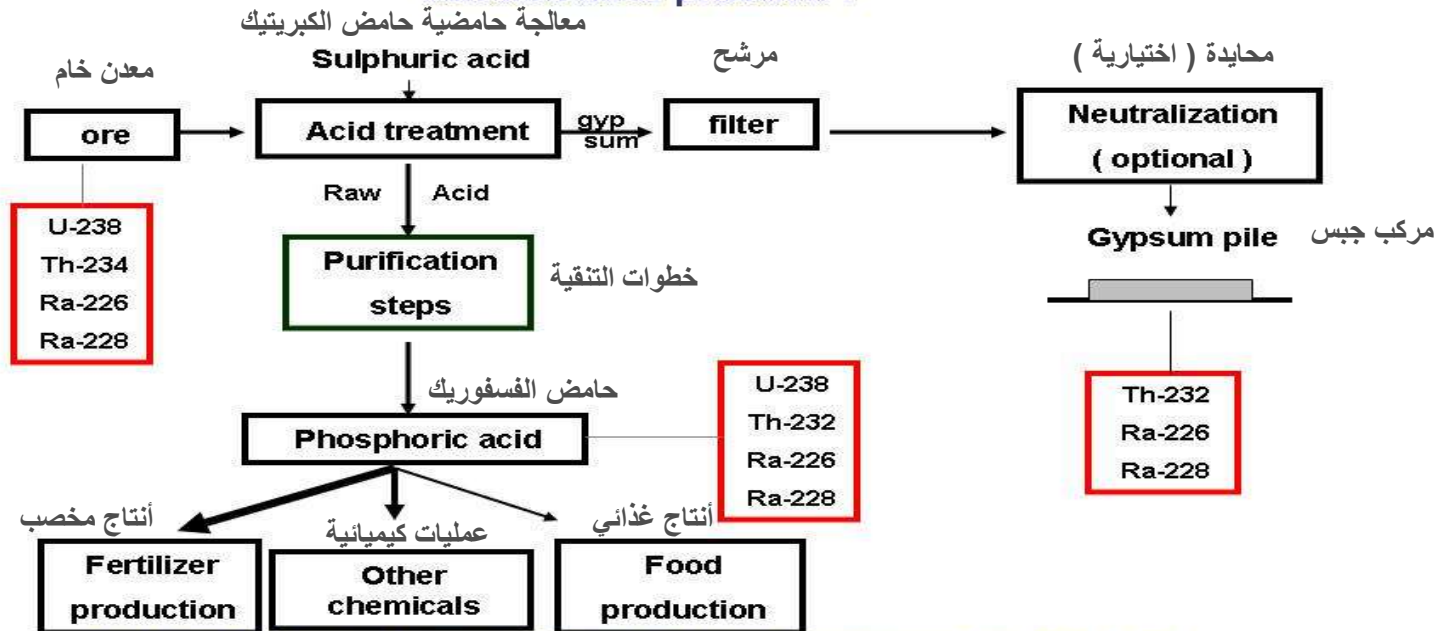 معالجة حامضية حامض الكبريتيك
Sulphuric acid
معدن خام
مرشح
محايدة ( اختيارية )
ore
Acid treatment
gyp
sum
filter
Neutralization
( optional )
Raw Acid
U-238
Th-234
Ra-226
Ra-228
Purification
steps
خطوات التنقية
Gypsum pile
مركب جبس
حامض الفسفوريك
Phosphoric acid
U-238
Th-232
Ra-226
Ra-228
Th-232
Ra-226
Ra-228
أنتاج مخصب
عمليات كيميائية
أنتاج غذائي
Fertilizer
production
Other
chemicals
Food
production